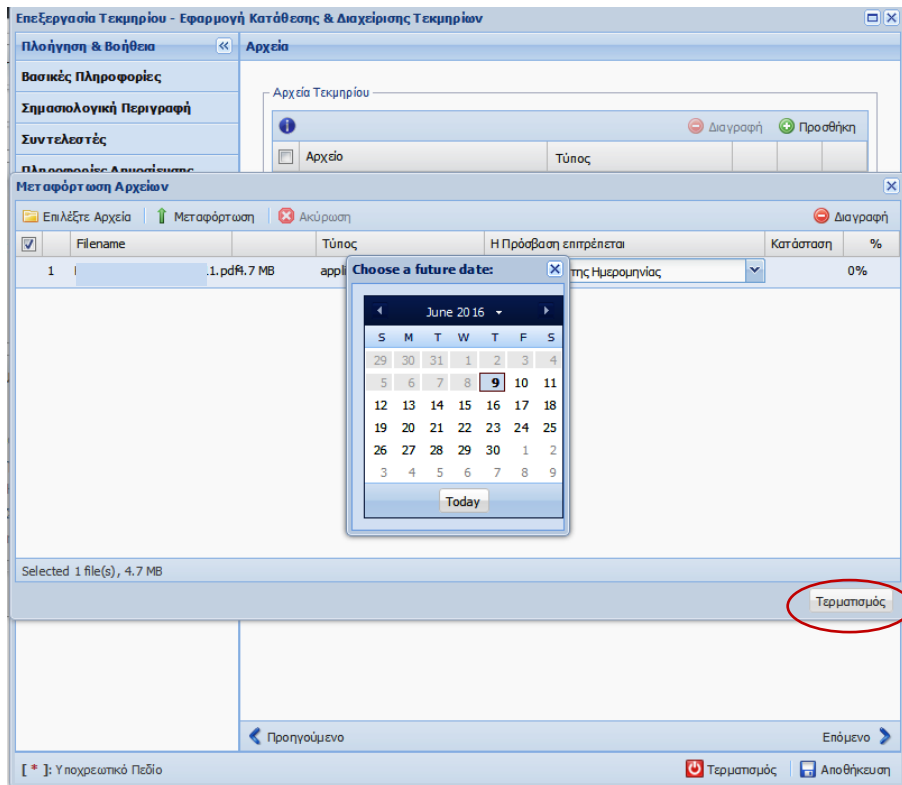 Επεξεργασία Τεκμηρίου - Εφαρμογή Κατάθεσης & Διαχείρισης Τεκμηρίων
Πλοήγηση & Βοήθεια
Αρχεία
Βασικές Πληροφορίες
Αρχεία Τεκμηρίου
Σημασιολογική Περιγραφή
Διαγραφή Προσθήκη
Συντελεστές
Αρχείο Τύπος
Πληροφορίες Δημοσίευσης
Μεταφόρτωση Αρχείων
Επιλέξτε Αρχεία Μεταφόρτωση Ακύρωση Διαγραφή
Filename Τύπος Η Πρόσβαση επιτρέπεται Κατάσταση %
1 .1.pdf 4.7 MB appli της Ημερομηνίας 0%
Choose a future date:
June 2016
S M T W T F S
29 30 31 1 2 3 4
5 6 7 8 9 10 11
12 13 14 15 16 17 18
19 20 21 22 23 24 25
26 27 28 29 30 1 2
3 4 5 6 7 8 9
Today
Selected 1 file(s), 4.7 MB
Τερματισμός
Προηγούμενο Επόμενο
[ * ]: Υποχρεωτικό Πεδίο Τερματισμός Αποθήκευση